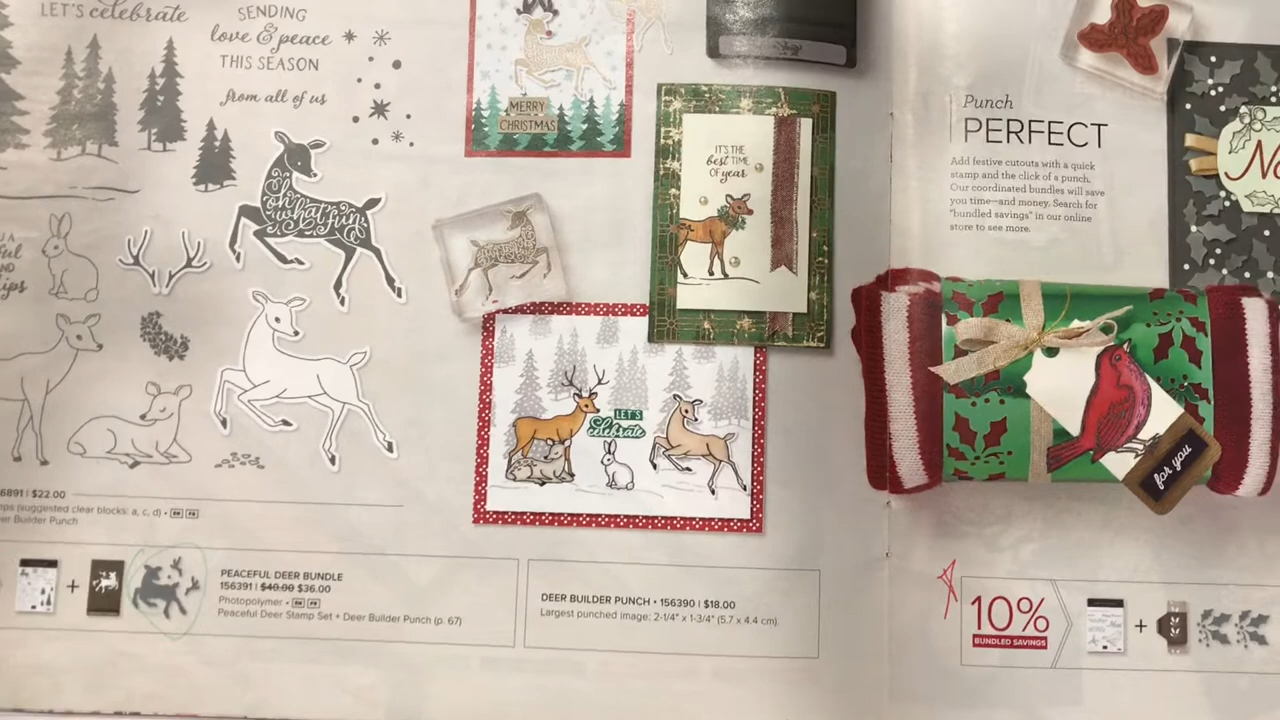 LET'S celebrate
SENDING
love & peace
THIS SEASON
from all of us
oh
what fun
MERRY
CHRISTMAS
IT'S THE
best TIME
OF year
LET'S
celebrate
6891 | $22.00
(suggested clear blocks: a, c, d) •
Builder Punch
+
PEACEFUL DEER BUNDLE
156391 | $40.00 $36.00
Photopolymer •
Peaceful Deer Stamp Set + Deer Builder Punch (p. 67)
DEER BUILDER PUNCH • 156390 | $18.00
Largest punched image: 2-1/4" x 1-3/4" (5.7 x 4.4 cm).
Punch
PERFECT
Add festive cutouts with a quick
stamp and the click of a punch.
Our coordinated bundles will save
you time—and money. Search for
"bundled savings" in our online
store to see more.
for you
10%
BUNDLED SAVINGS
+